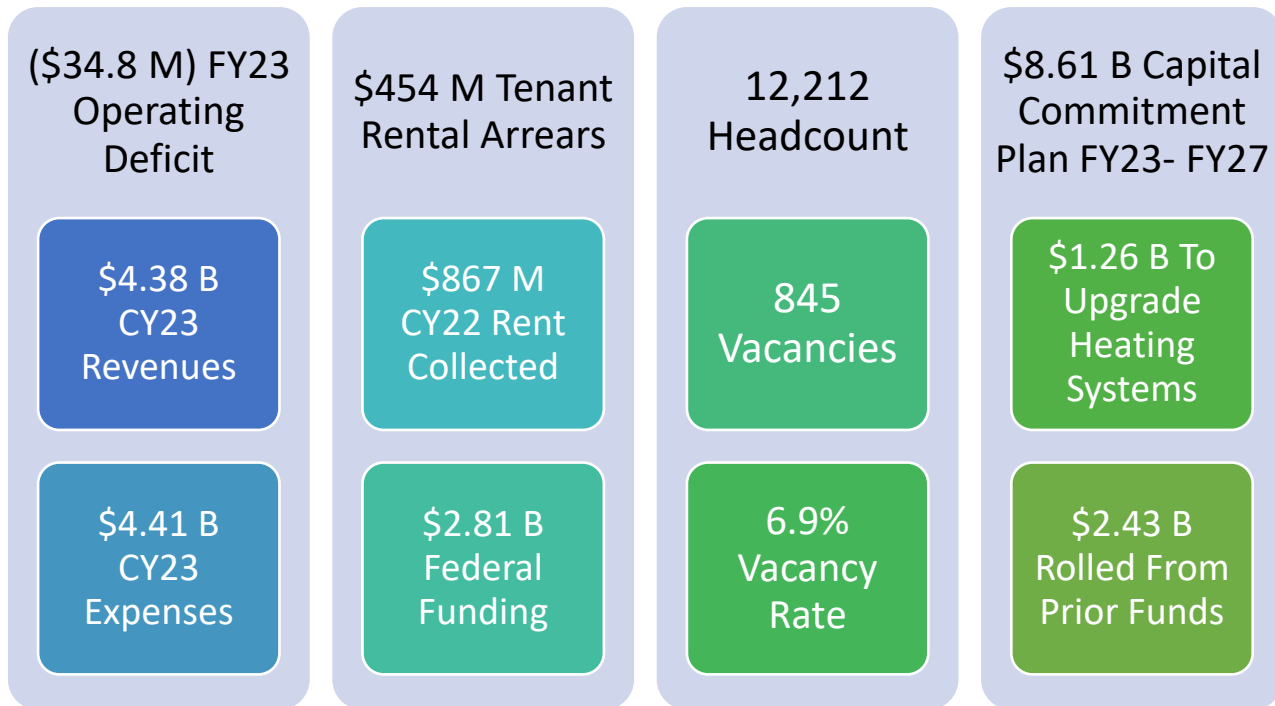 ($34.8 M) FY23
Operating
Deficit
$4.38 B
CY23
Revenues
$4.41 B
CY23
Expenses
$454 M Tenant
Rental Arrears
$867 M
CY22 Rent
Collected
$2.81 B
Federal
Funding
12,212
Headcount
845
Vacancies
6.9%
Vacancy
Rate
$8.61 B Capital
Commitment
Plan FY23- FY27
$1.26 B To
Upgrade
Heating
Systems
$2.43 B
Rolled From
Prior Funds